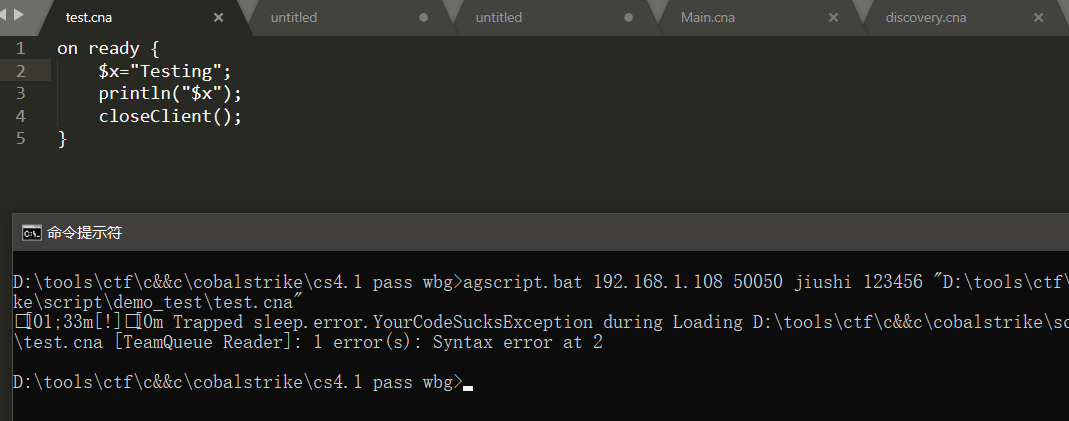 test.cna
untitled
untitled
Main.cna
discovery.cna
1 on ready {
2 $x="Testing";
3 println("$x");
4 closeClient();
5 }
命令提示符
D:\tools\ctf\c&&c\cobalstrike\cs4.1 pass wbg>agscript.bat 192.168.1.108 50050 jiushi 123456 "D:\tools\ctf\
ke\script\demo_test\test.cna"
[01;33m[!][0m Trapped sleep.error.YourCodeSucksException during Loading D:\tools\ctf\c&&c\cobalstrike\sc
\test.cna [TeamQueue Reader]: 1 error(s): Syntax error at 2
D:\tools\ctf\c&&c\cobalstrike\cs4.1 pass wbg>